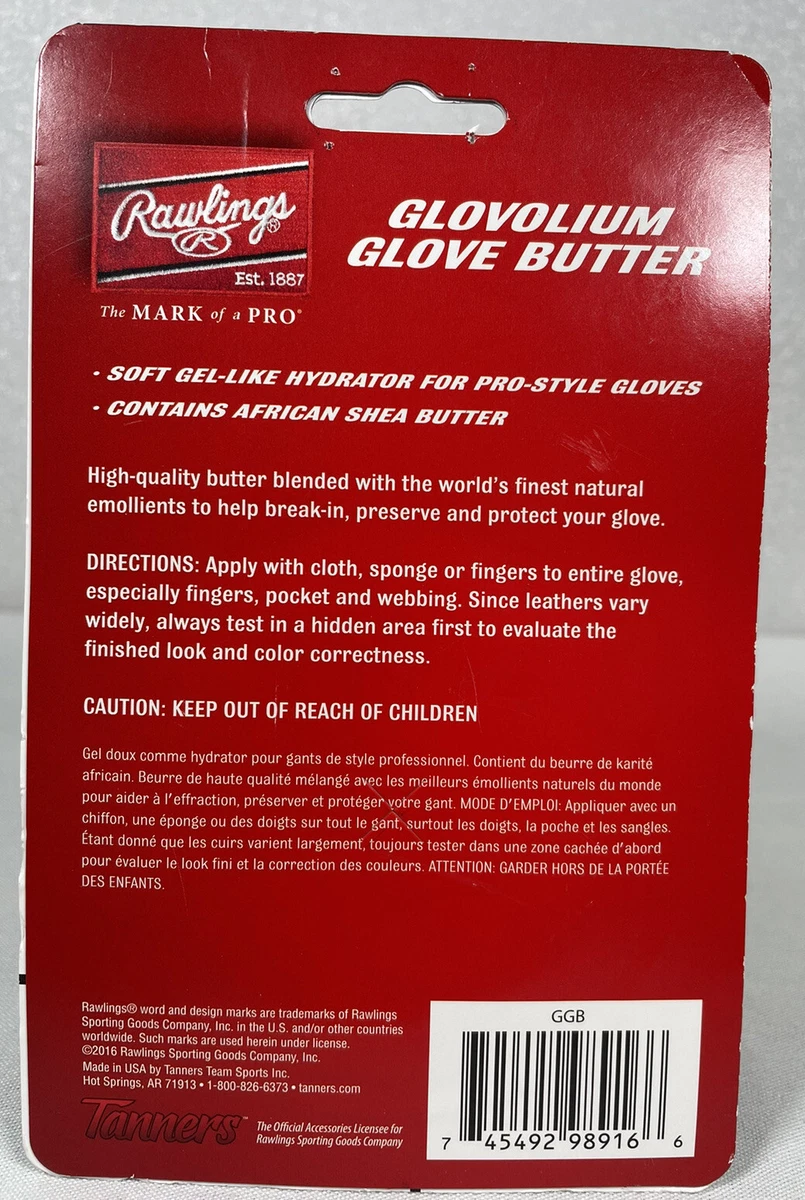 Rawlings®
R
Est. 1887
The MARK of a PRO®
GLOVOLIUM
GLOVE BUTTER
• SOFT GEL-LIKE HYDRATOR FOR PRO-STYLE GLOVES
• CONTAINS AFRICAN SHEA BUTTER
High-quality butter blended with the world's finest natural
emollients to help break-in, preserve and protect your glove.
DIRECTIONS: Apply with cloth, sponge or fingers to entire glove,
especially fingers, pocket and webbing. Since leathers vary
widely, always test in a hidden area first to evaluate the
finished look and color correctness.
CAUTION: KEEP OUT OF REACH OF CHILDREN
Gel doux comme hydrator pour gants de style professionnel. Contient du beurre de karité
africain. Beurre de haute qualité mélangé avec les meilleurs émollients naturels du monde
pour aider à l'effraction, préserver et protéger votre gant. MODE D'EMPLOI: Appliquer avec un
chiffon, une éponge ou des doigts sur tout le gant, surtout les doigts, la poche et les sangles.
Étant donné que les cuirs varient largement, toujours tester dans une zone cachée d'abord
pour évaluer le look fini et la correction des couleurs. ATTENTION: GARDER HORS DE LA PORTÉE
DES ENFANTS.
Rawlings® word and design marks are trademarks of Rawlings
Sporting Goods Company, Inc. in the U.S. and/or other countries
worldwide. Such marks are used herein under license.
©2016 Rawlings Sporting Goods Company, Inc.
Made in USA by Tanners Team Sports Inc.
Hot Springs, AR 71913 • 1-800-826-6373 • tanners.com
Tanners™
The Official Accessories Licensee for
Rawlings Sporting Goods Company
GGB
7 45492 98916 6